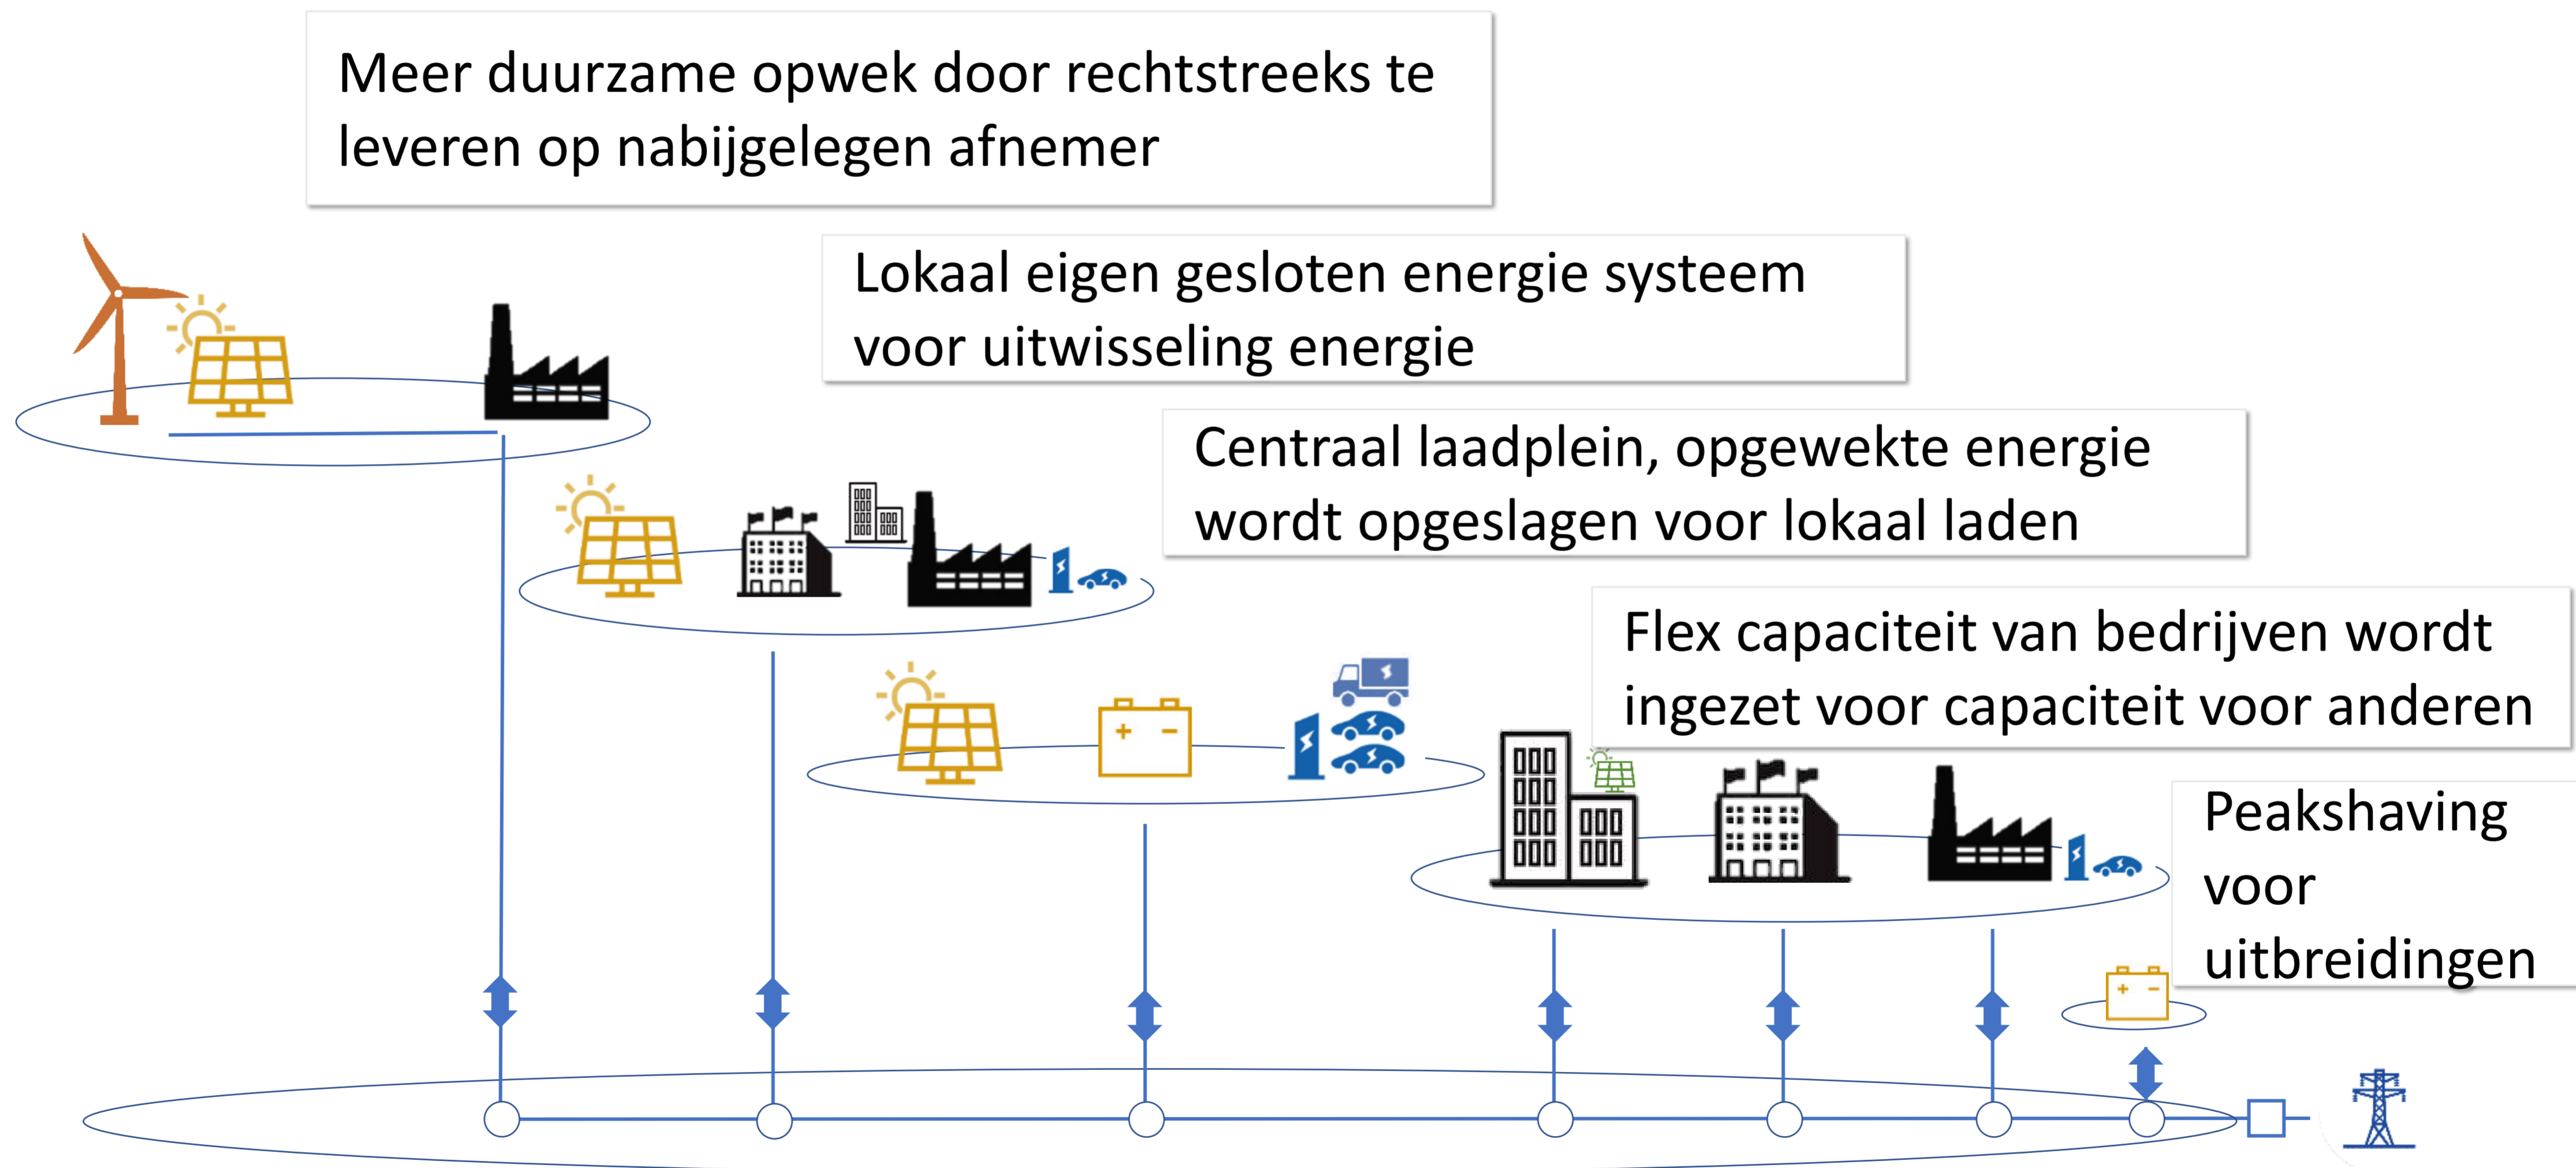 Meer duurzame opwek door rechtstreeks te
leveren op nabijgelegen afnemer
Lokaal eigen gesloten energie systeem
voor uitwisseling energie
Centraal laadplein, opgewekte energie
wordt opgeslagen voor lokaal laden
Flex capaciteit van bedrijven wordt
ingezet voor capaciteit voor anderen
Peakshaving
voor
uitbreidingen